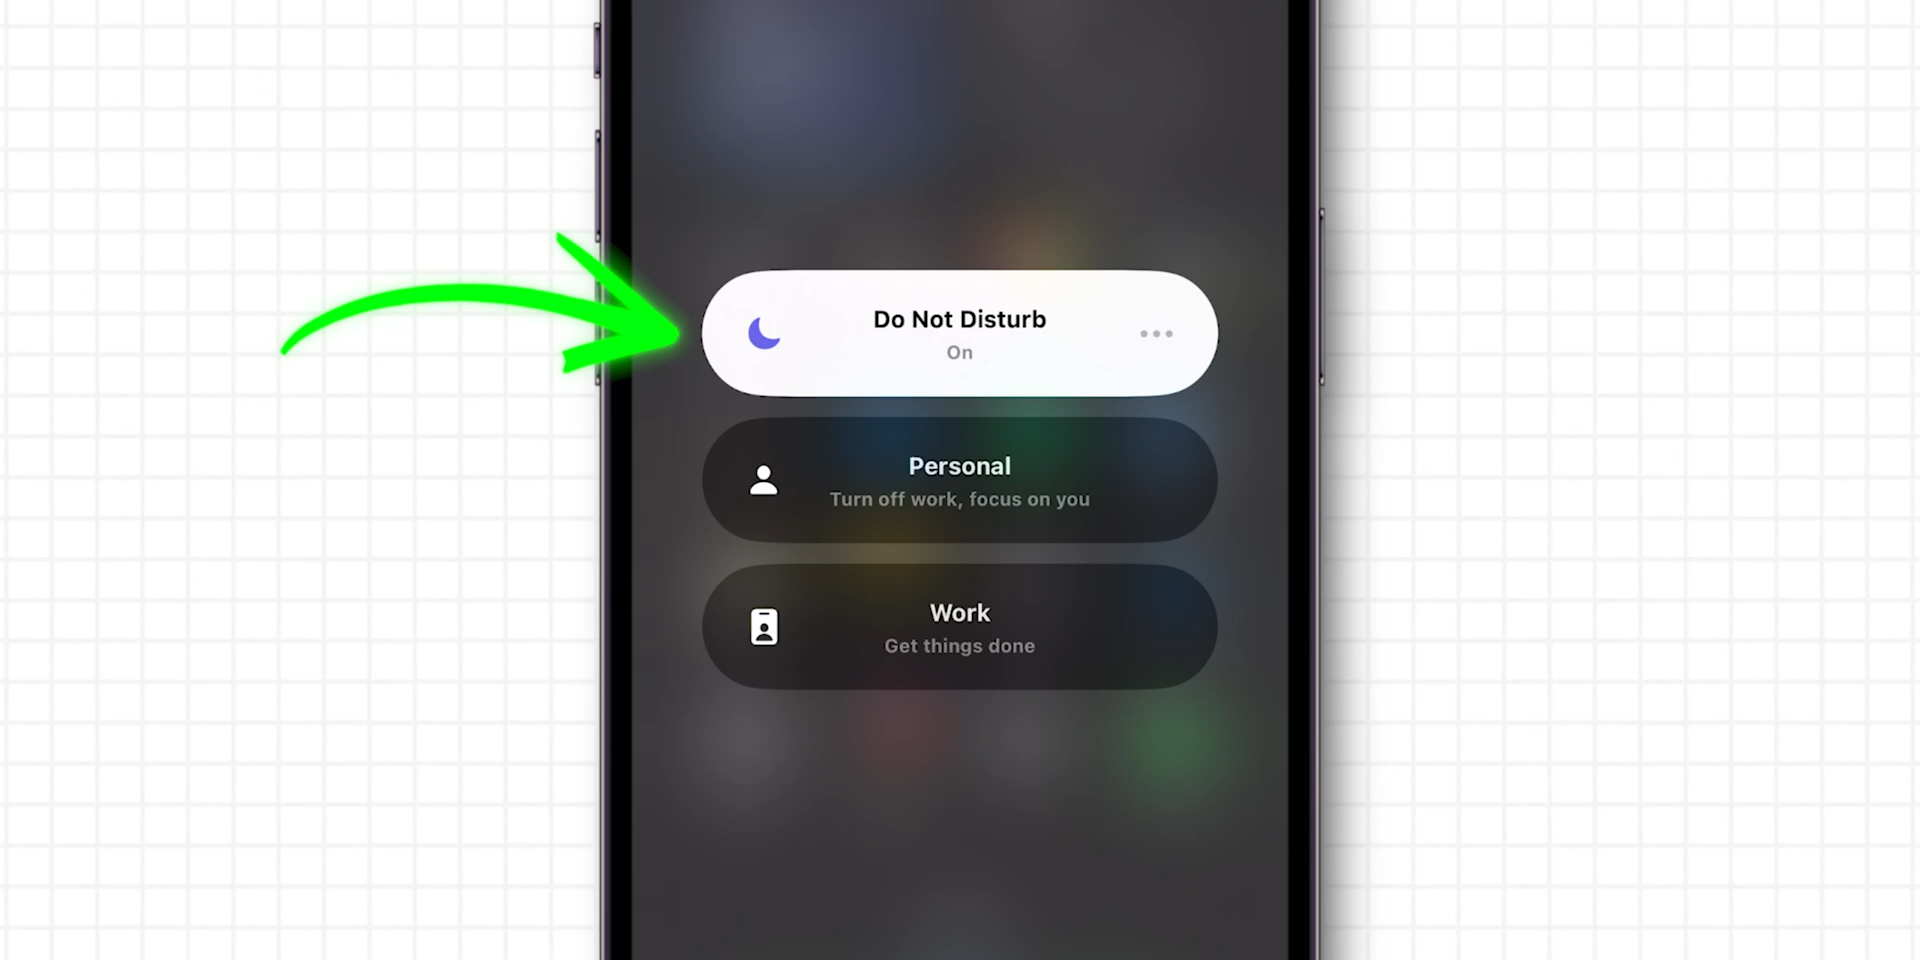 Do Not Disturb
On
Personal
Turn off work, focus on you
Work
Get things done